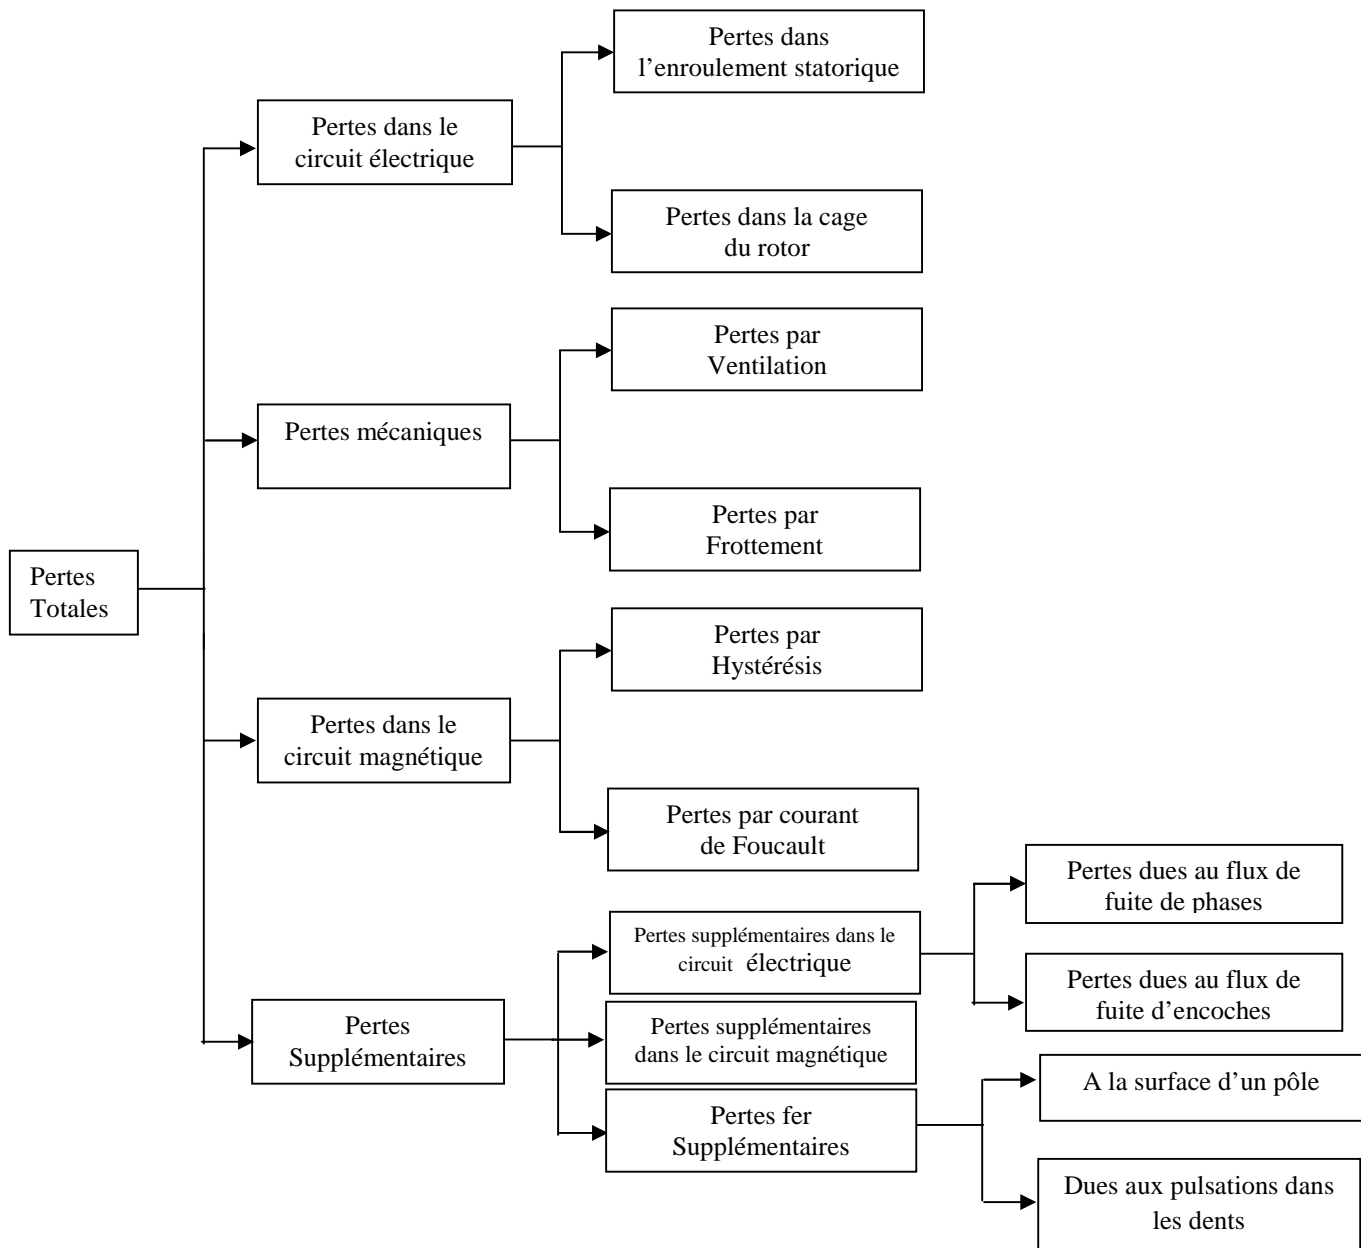 Pertes dans
l'enroulement statorique
Pertes dans le
circuit électrique
Pertes dans la cage
du rotor
Pertes par
Ventilation
Pertes mécaniques
Pertes par
Frottement
Pertes
Totales
Pertes par
Hystérésis
Pertes dans le
circuit magnétique
Pertes par courant
de Foucault
Pertes dues au flux de
fuite de phases
Pertes supplémentaires dans le
circuit électrique
Pertes dues au flux de
fuite d'encoches
Pertes
Supplémentaires
Pertes supplémentaires
dans le circuit magnétique
A la surface d'un pôle
Pertes fer
Supplémentaires
Dues aux pulsations dans
les dents